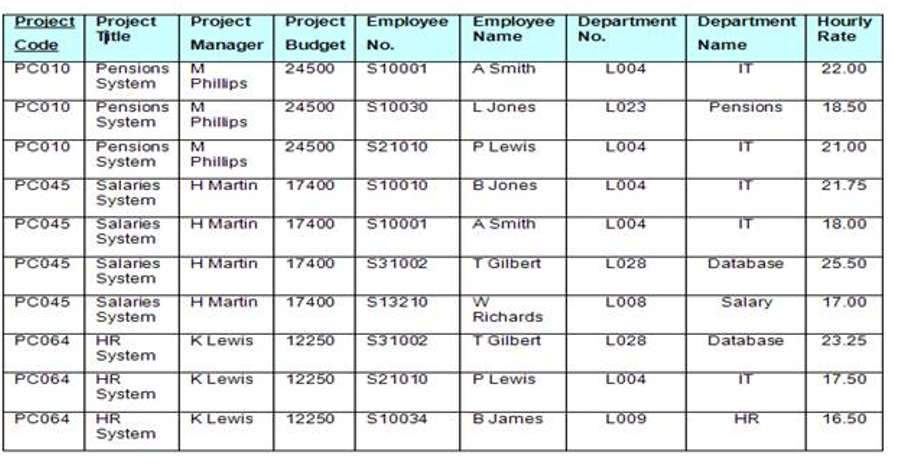 Project Code Project Title Project Manager Project Budget Employee No. Employee Name Department No. Department Name Hourly Rate
PC010 Pensions System M Phillips 24500 S10001 A Smith L004 IT 22.00
PC010 Pensions System M Phillips 24500 S10030 L Jones L023 Pensions 18.50
PC010 Pensions System M Phillips 24500 S21010 P Lewis L004 IT 21.00
PC045 Salaries System H Martin 17400 S10010 B Jones L004 IT 21.75
PC045 Salaries System H Martin 17400 S10001 A Smith L004 IT 18.00
PC045 Salaries System H Martin 17400 S31002 T Gilbert L028 Database 25.50
PC045 Salaries System H Martin 17400 S13210 W Richards L008 Salary 17.00
PC064 HR System K Lewis 12250 S31002 T Gilbert L028 Database 23.25
PC064 HR System K Lewis 12250 S21010 P Lewis L004 IT 17.50
PC064 HR System K Lewis 12250 S10034 B James L009 HR 16.50